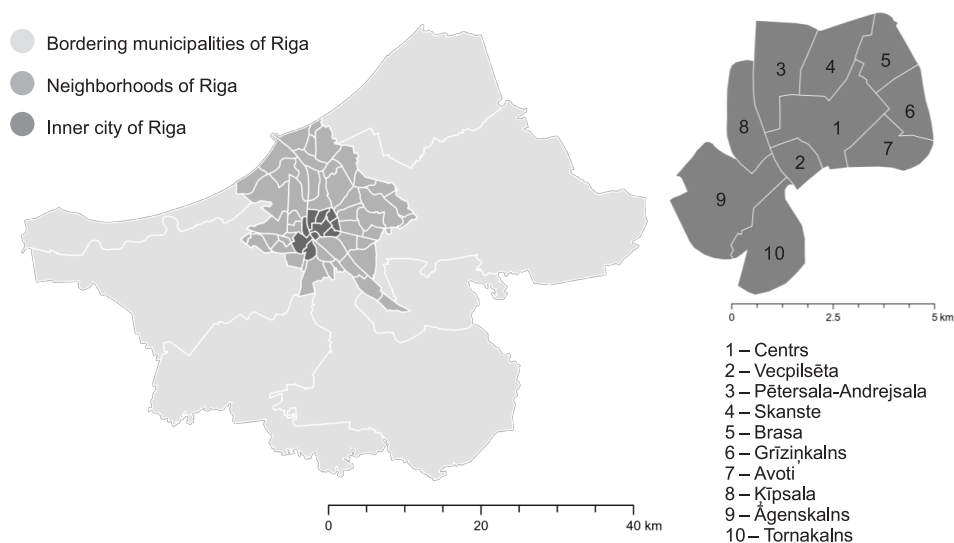 Bordering municipalities of Riga
Neighborhoods of Riga
Inner city of Riga
3
4
5
6
8
1
7
2
9
10
0
2.5
5 km
1 – Centrs
2 – Vecpilsēta
3 – Pētersala-Andrejsala
4 – Skanste
5 – Brasa
6 – Grīziņkalns
7 – Avoti
8 – Ķīpsala
9 – Āgenskalns
10 – Tornakalns
0
20
40 km